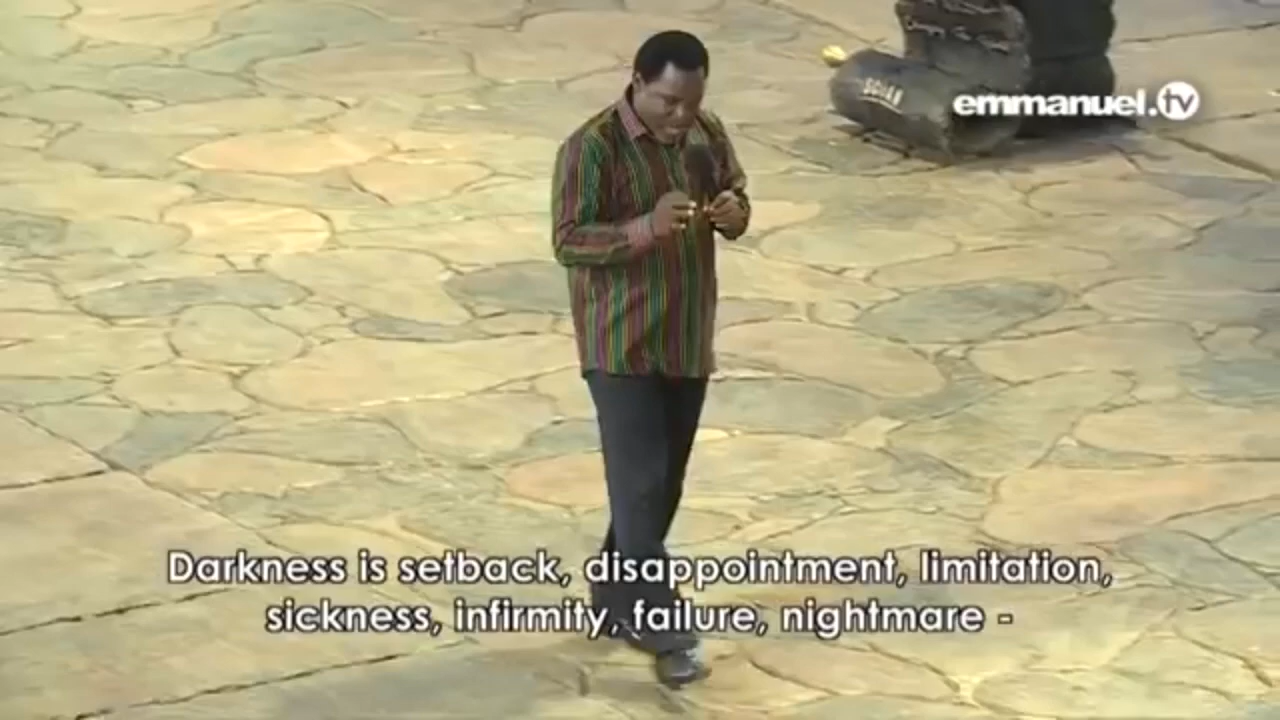 emmanuel.tv
Darkness is setback, disappointment, limitation,
sickness, infirmity, failure, nightmare -